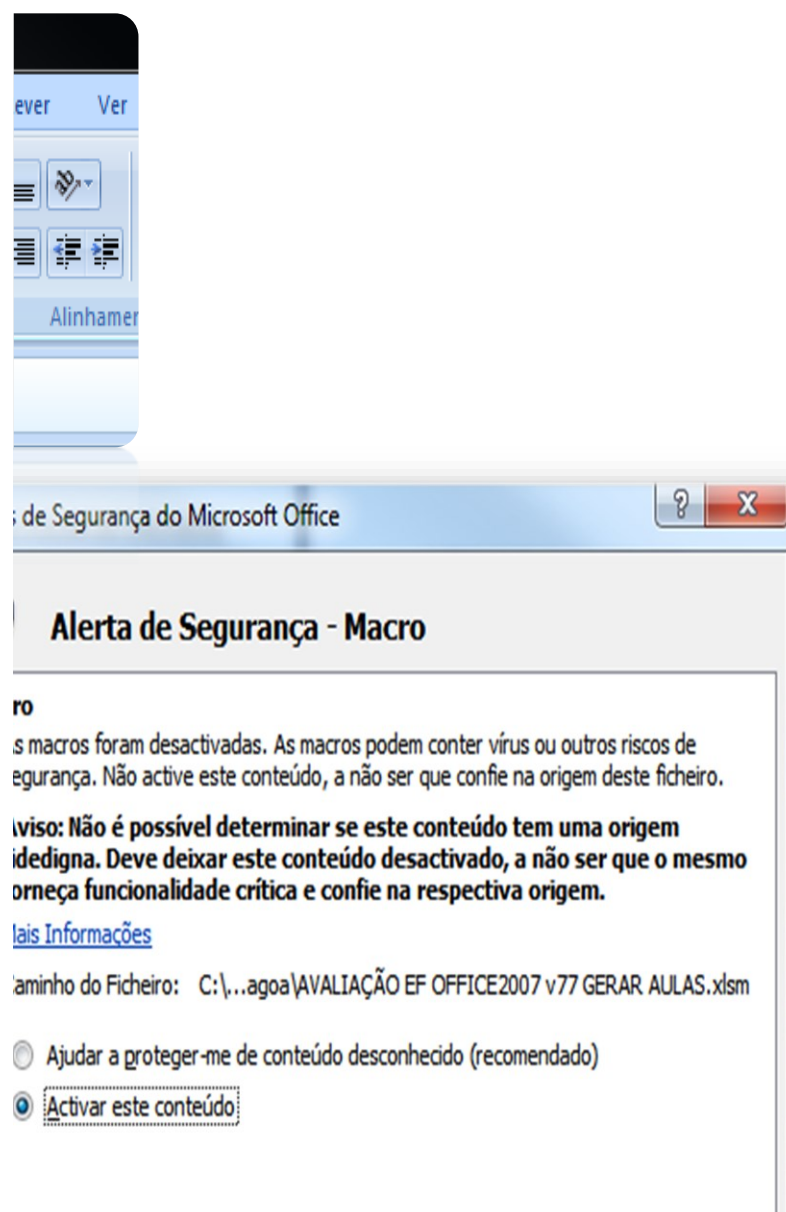 ever Ver
ab
Alinhamen
s de Segurança do Microsoft Office
Alerta de Segurança - Macro
ro
s macros foram desactivadas. As macros podem conter vírus ou outros riscos de
egurança. Não active este conteúdo, a não ser que confie na origem deste ficheiro.
Aviso: Não é possível determinar se este conteúdo tem uma origem
idedigna. Deve deixar este conteúdo desactivado, a não ser que o mesmo
orneça funcionalidade crítica e confie na respectiva origem.
Mais Informações
aminho do Ficheiro: C:\...agoa\AVALIAÇÃO EF OFFICE2007 v77 GERAR AULAS.xlsm
Ajudar a proteger-me de conteúdo desconhecido (recomendado)
Activar este conteúdo